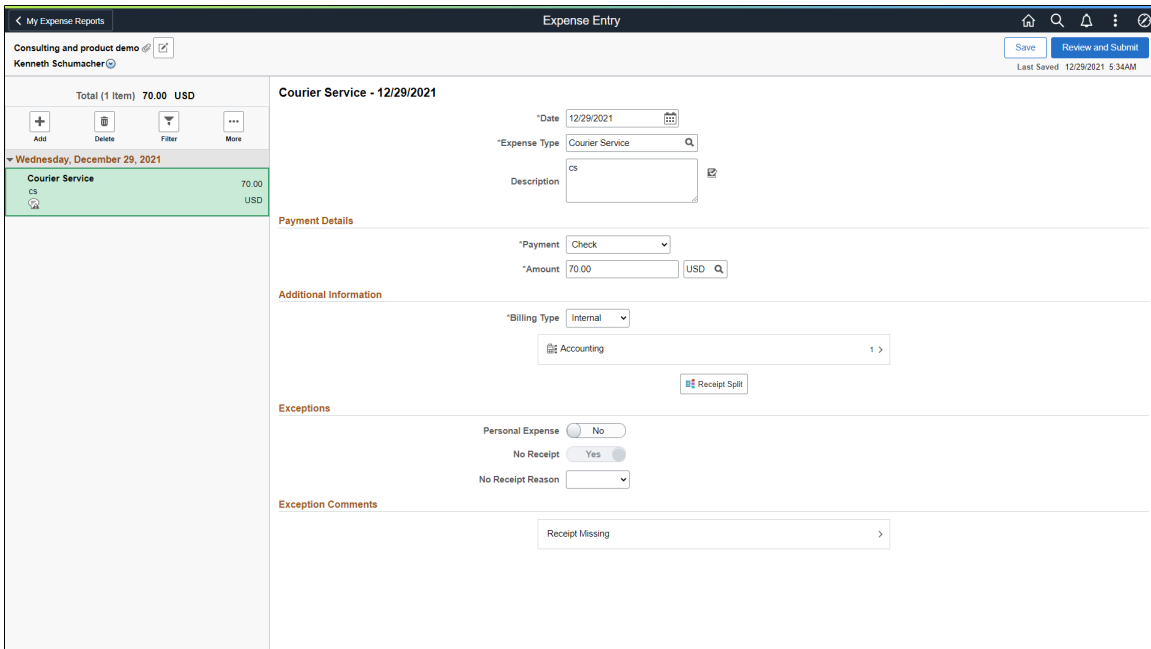 My Expense Reports
Expense Entry
Consulting and product demo
Kenneth Schumacher
Save
Review and Submit
Last Saved 12/29/2021 5:34AM
Total (1 Item) 70.00 USD
Add
Delete
Filter
More
Wednesday, December 29, 2021
Courier Service
70.00
cs
USD
Courier Service - 12/29/2021
*Date 12/29/2021
*Expense Type Courier Service
Description cs
Payment Details
*Payment Check
*Amount 70.00 USD
Additional Information
*Billing Type Internal
Accounting 1
Receipt Split
Exceptions
Personal Expense No
No Receipt Yes
No Receipt Reason
Exception Comments
Receipt Missing